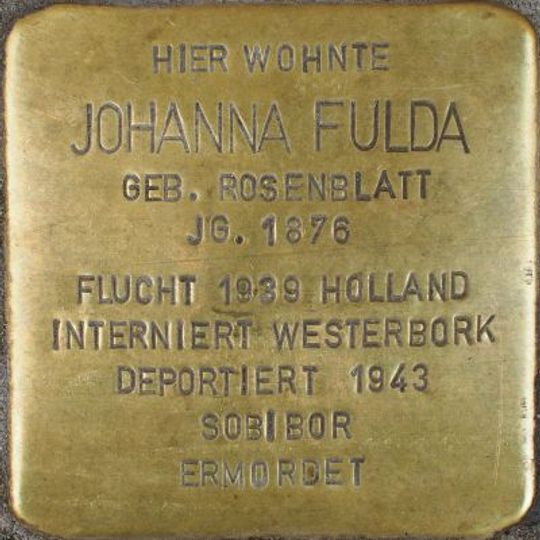 HIER WOHNTE
JOHANNA FULDA
GEB. ROSENBLATT
JG. 1876
FLUCHT 1939 HOLLAND
INTERNIERT WESTERBORK
DEPORTIERT 1943
SOBIBOR
ERMORDET